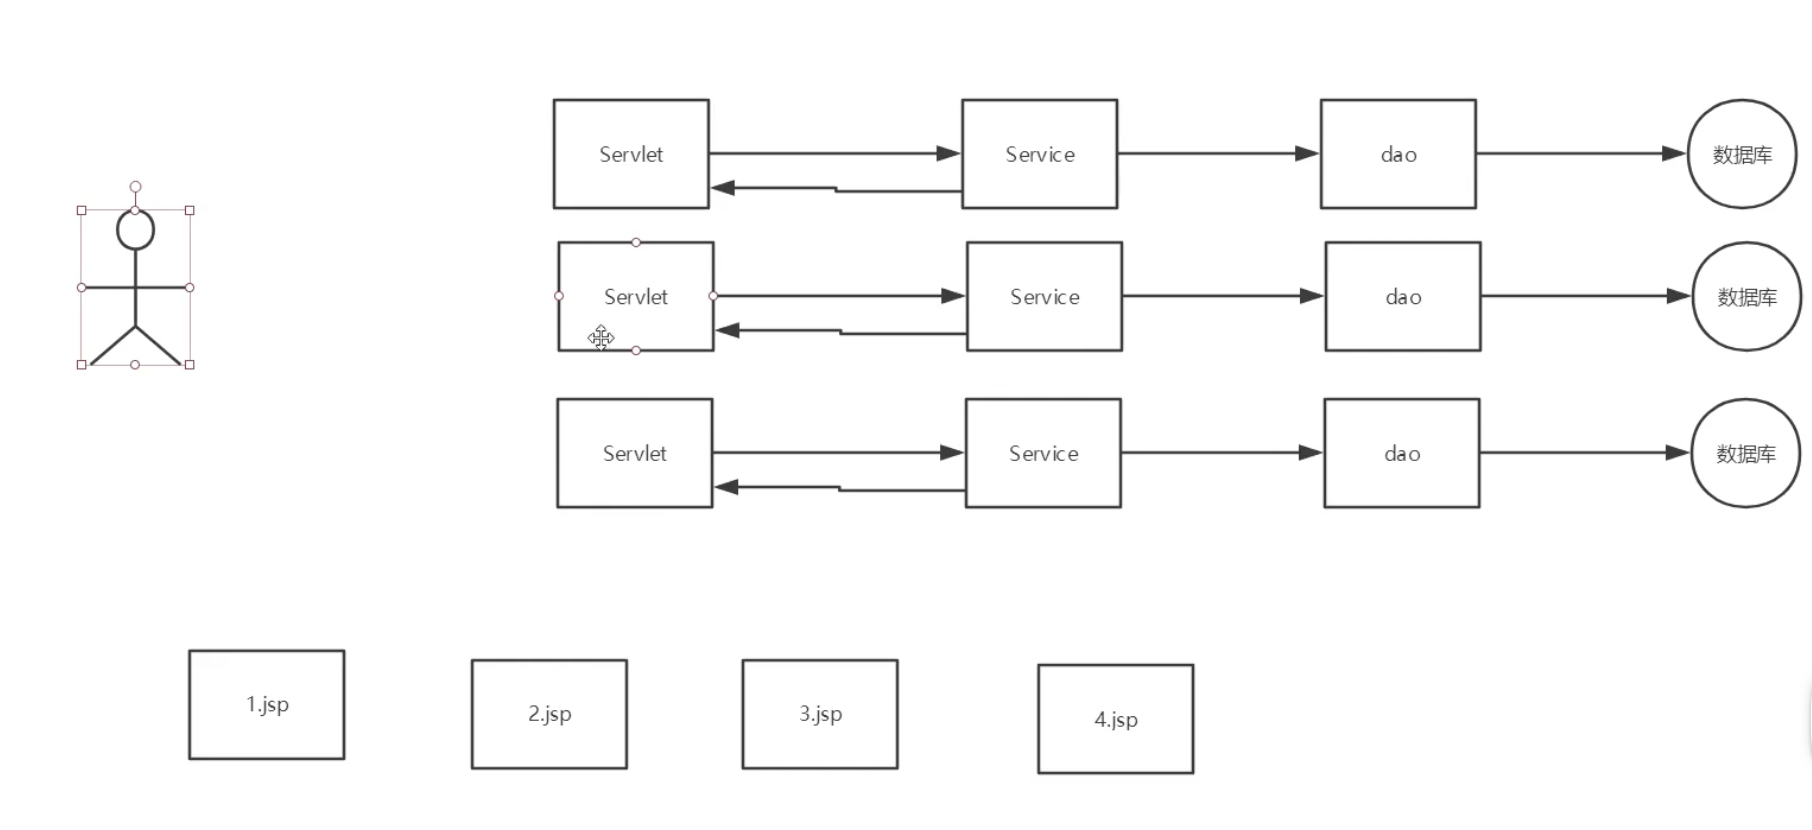 Servlet
Service
dao
数据库
Servlet
Service
dao
数据库
Servlet
Service
dao
数据库
1.jsp
2.jsp
3.jsp
4.jsp